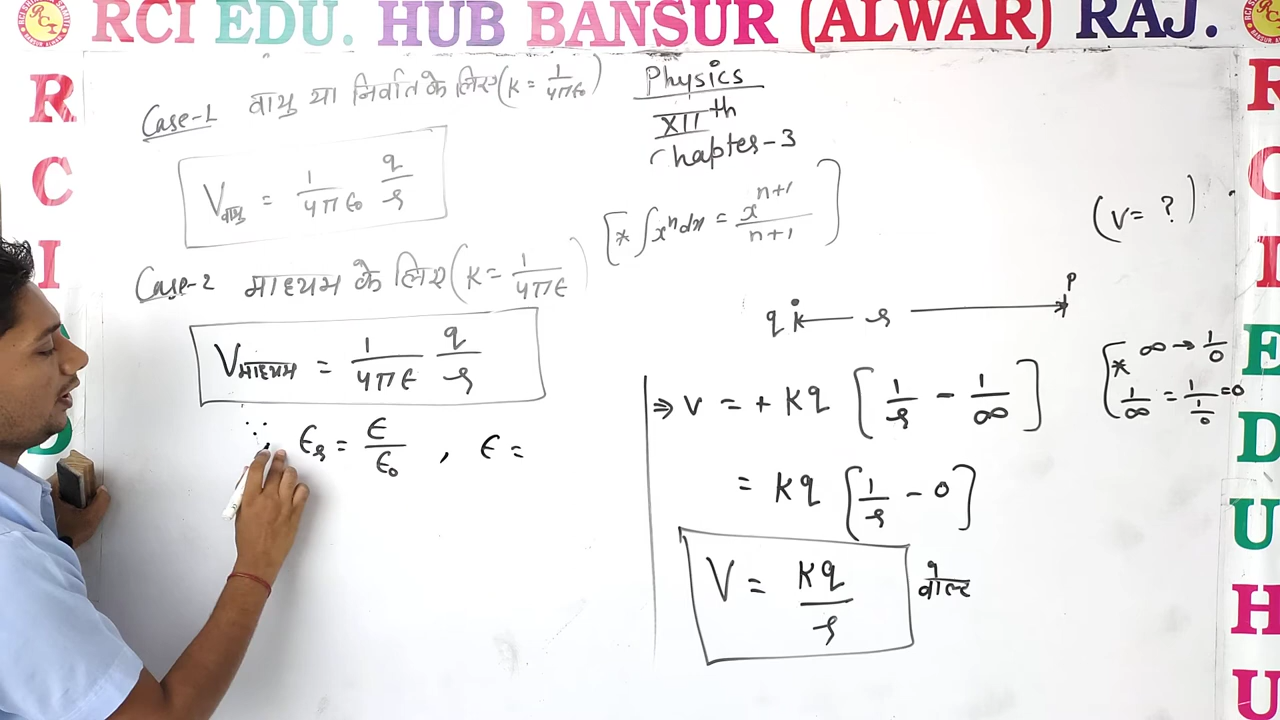 RCI EDU. HUB BANSUR (ALWAR) RAJ.
R
C
I
E
D
Case-1 वायु या निर्वात के लिए (K = 1/4πϵ₀)
V वायु = 1/4πϵ₀ q/r
Case-2 माध्यम के लिए (K = 1/4πϵ)
V माध्यम = 1/4πϵ q/r
∵ ϵr = ϵ/ϵ₀ , ϵ =
Physics
XIIth
Chapter-3
[* ∫xⁿdx = xⁿ⁺¹/n+1]
(V = ?)
q r P
⇒ V = + Kq [1/r - 1/∞]
[* ∞ → 1/0
1/∞ = 1/(1/0) = 0
= Kq [1/r - 0]
V = Kq/r वोल्ट
R
C
I
E
D
U
H
U